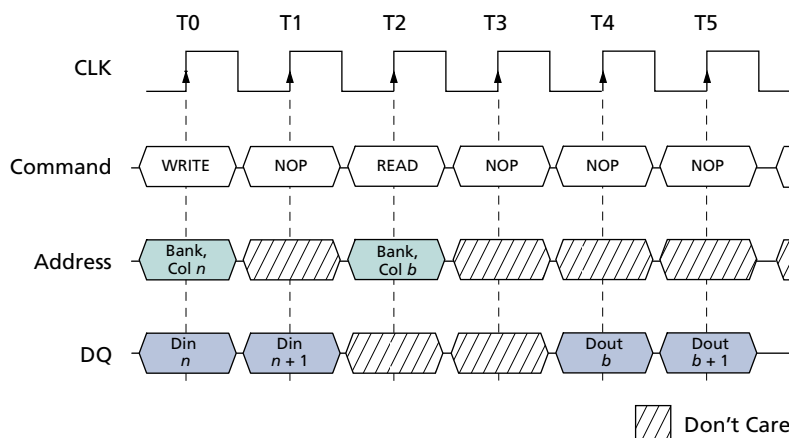 T0 T1 T2 T3 T4 T5
CLK
Command WRITE NOP READ NOP NOP NOP
Address Bank, Col n Bank, Col b
DQ Din n Din n + 1 Dout b Dout b + 1
Don't Care